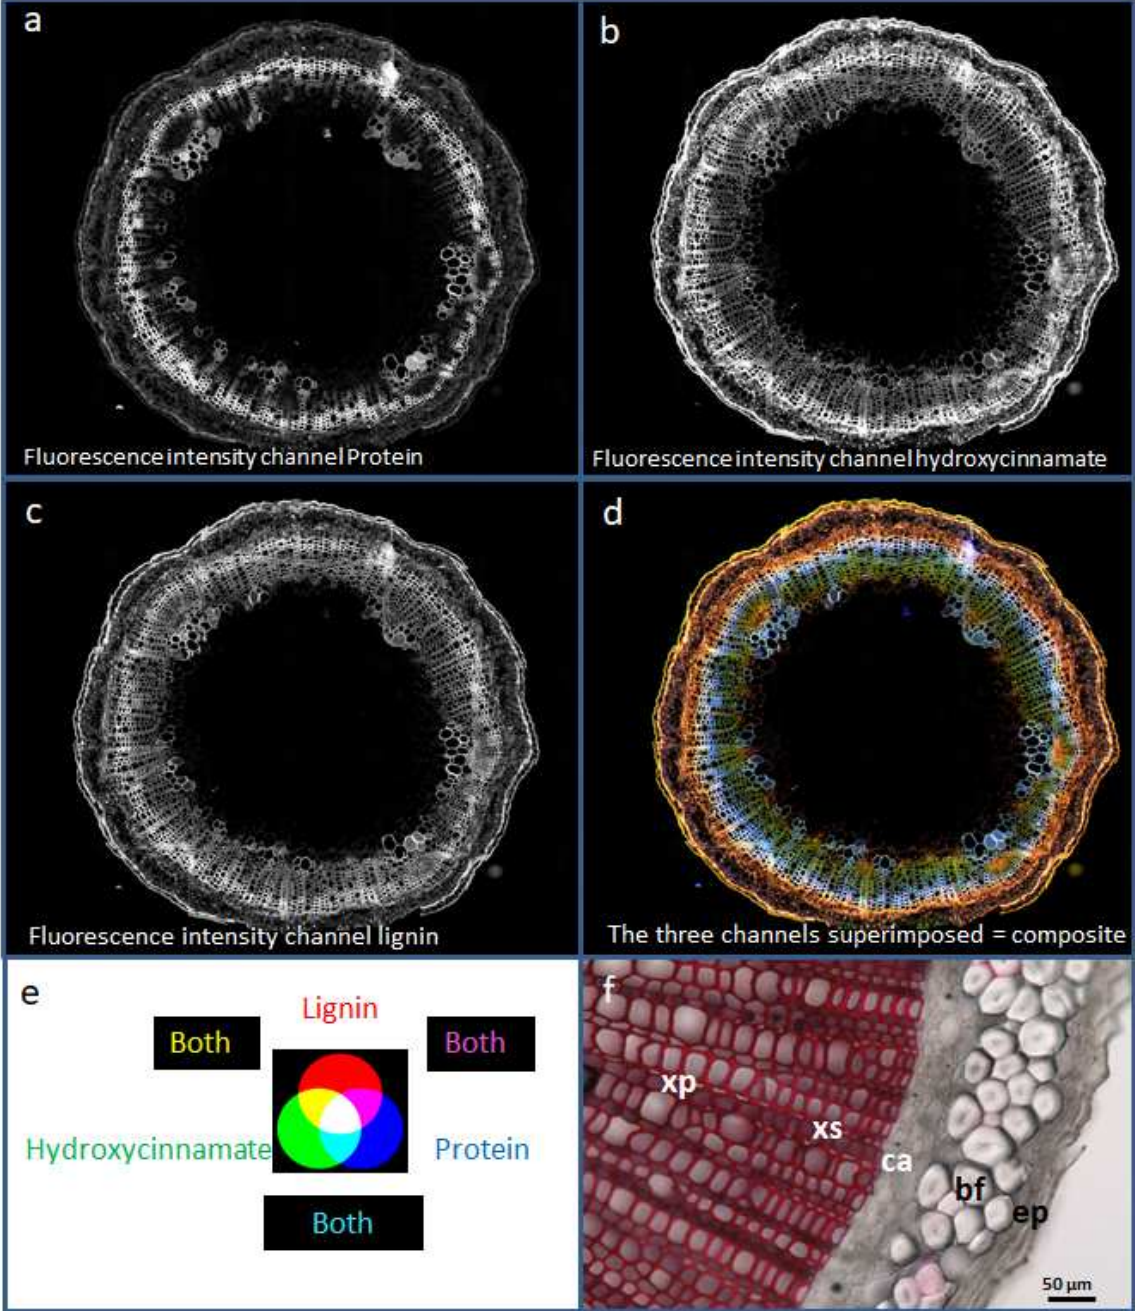 a
b
Fluorescence intensity channel Protein
Fluorescence intensity channel hydroxycinnamate
c
d
Fluorescence intensity channel lignin
The three channels superimposed = composite
e
Lignin
Both
Both
Hydroxycinnamate
Protein
Both
f
xp
xs
ca
bf
ep
50 µm